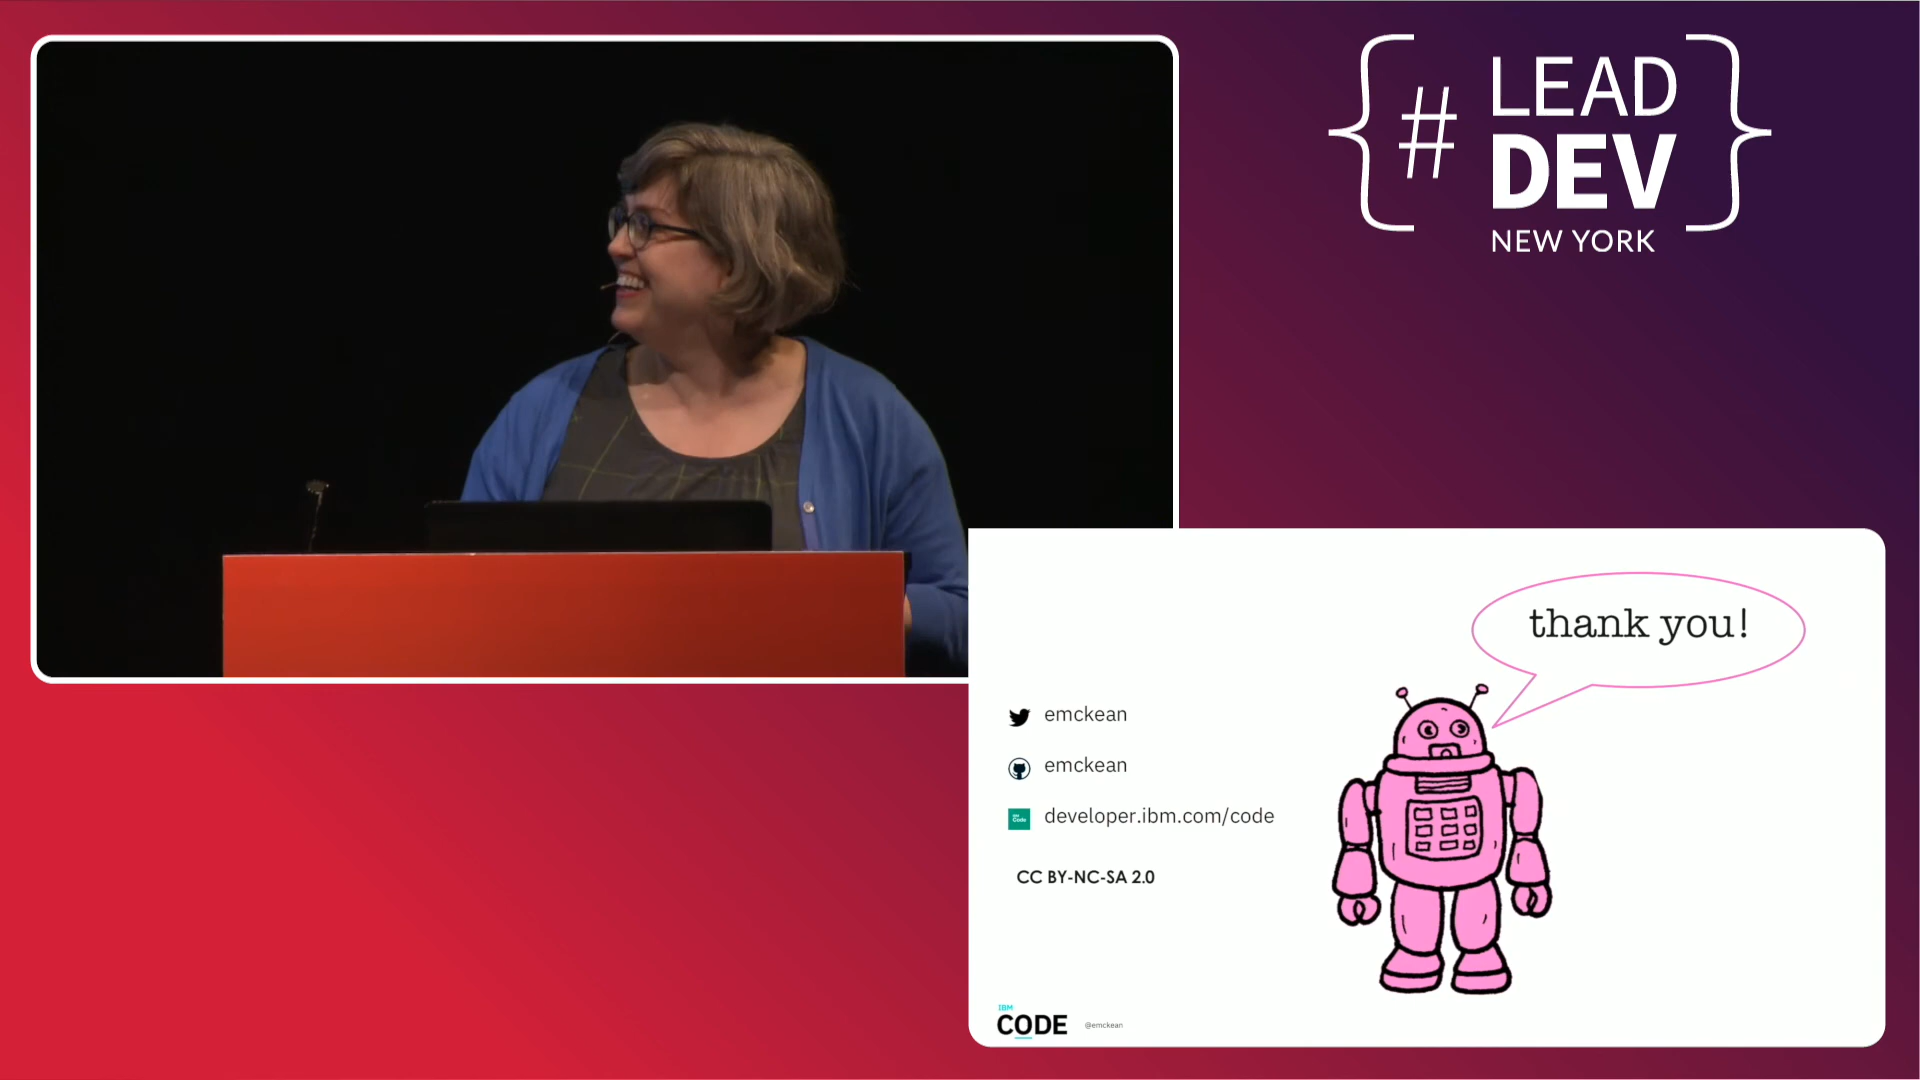 # LEAD
DEV
NEW YORK
thank you!
emckean
emckean
developer.ibm.com/code
CC BY-NC-SA 2.0
IBM
CODE
@emckean